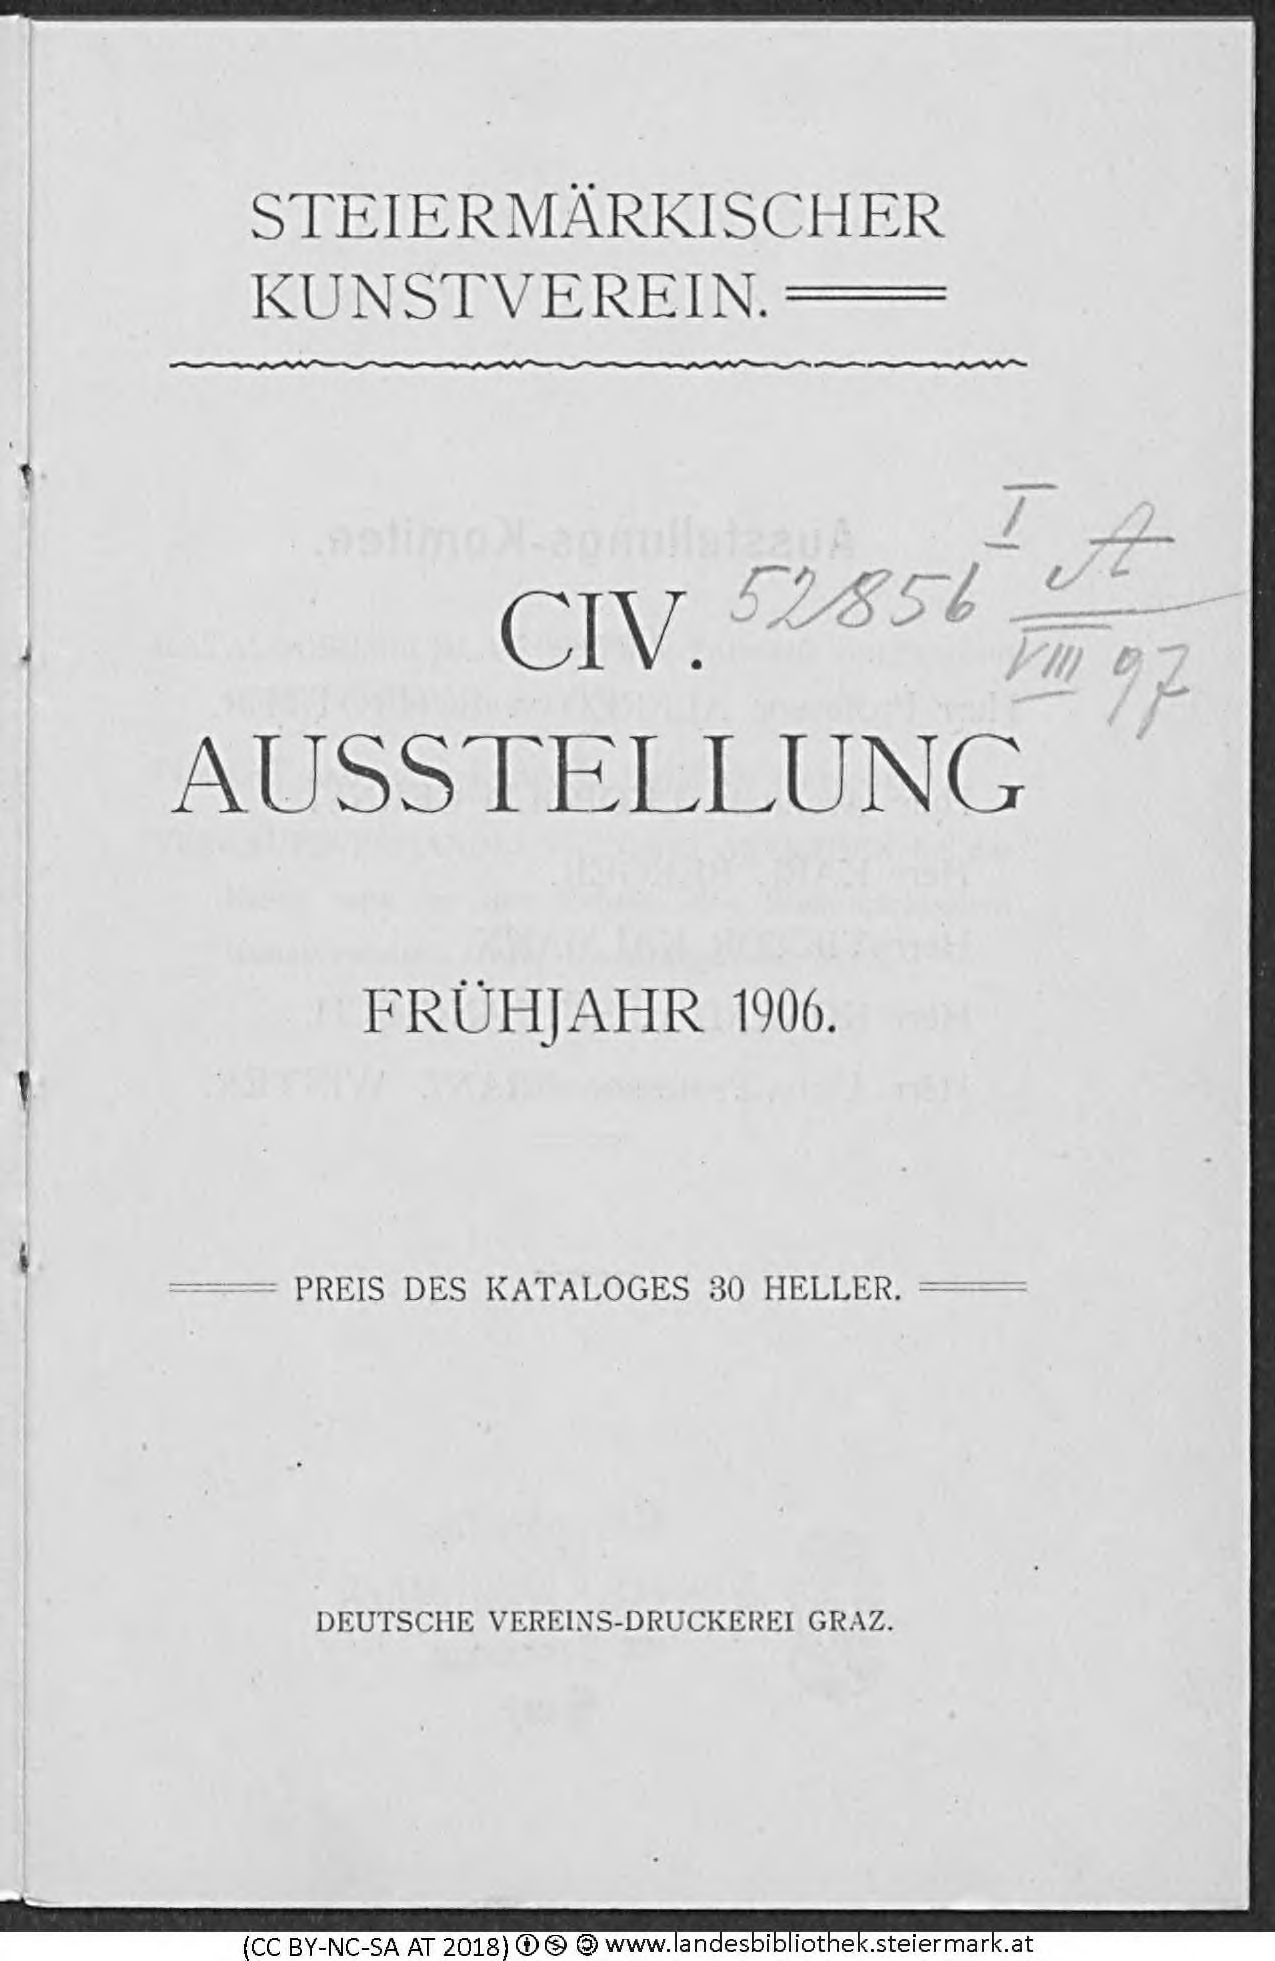 STEIERMÄRKISCHER
KUNSTVEREIN.
I A
52856
VIII 97
CIV.
AUSSTELLUNG
FRÜHJAHR 1906.
PREIS DES KATALOGES 30 HELLER.
DEUTSCHE VEREINS-DRUCKEREI GRAZ.
(CC BY-NC-SA AT 2018) www.landesbibliothek.steiermark.at